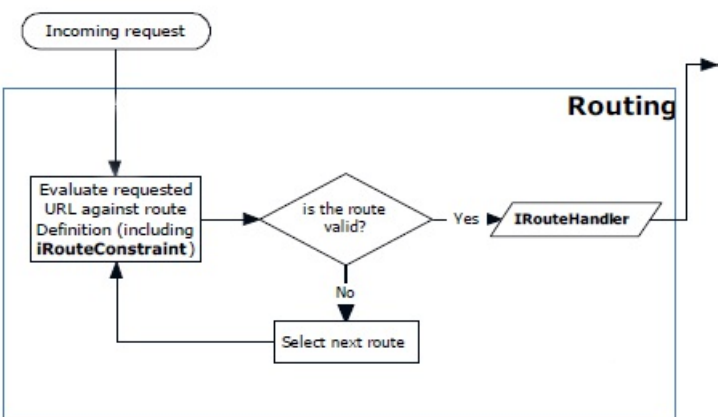 Incoming request
Routing
Evaluate requested
URL against route
Definition (including
iRouteConstraint)
is the route
valid?
Yes
IRouteHandler
No
Select next route